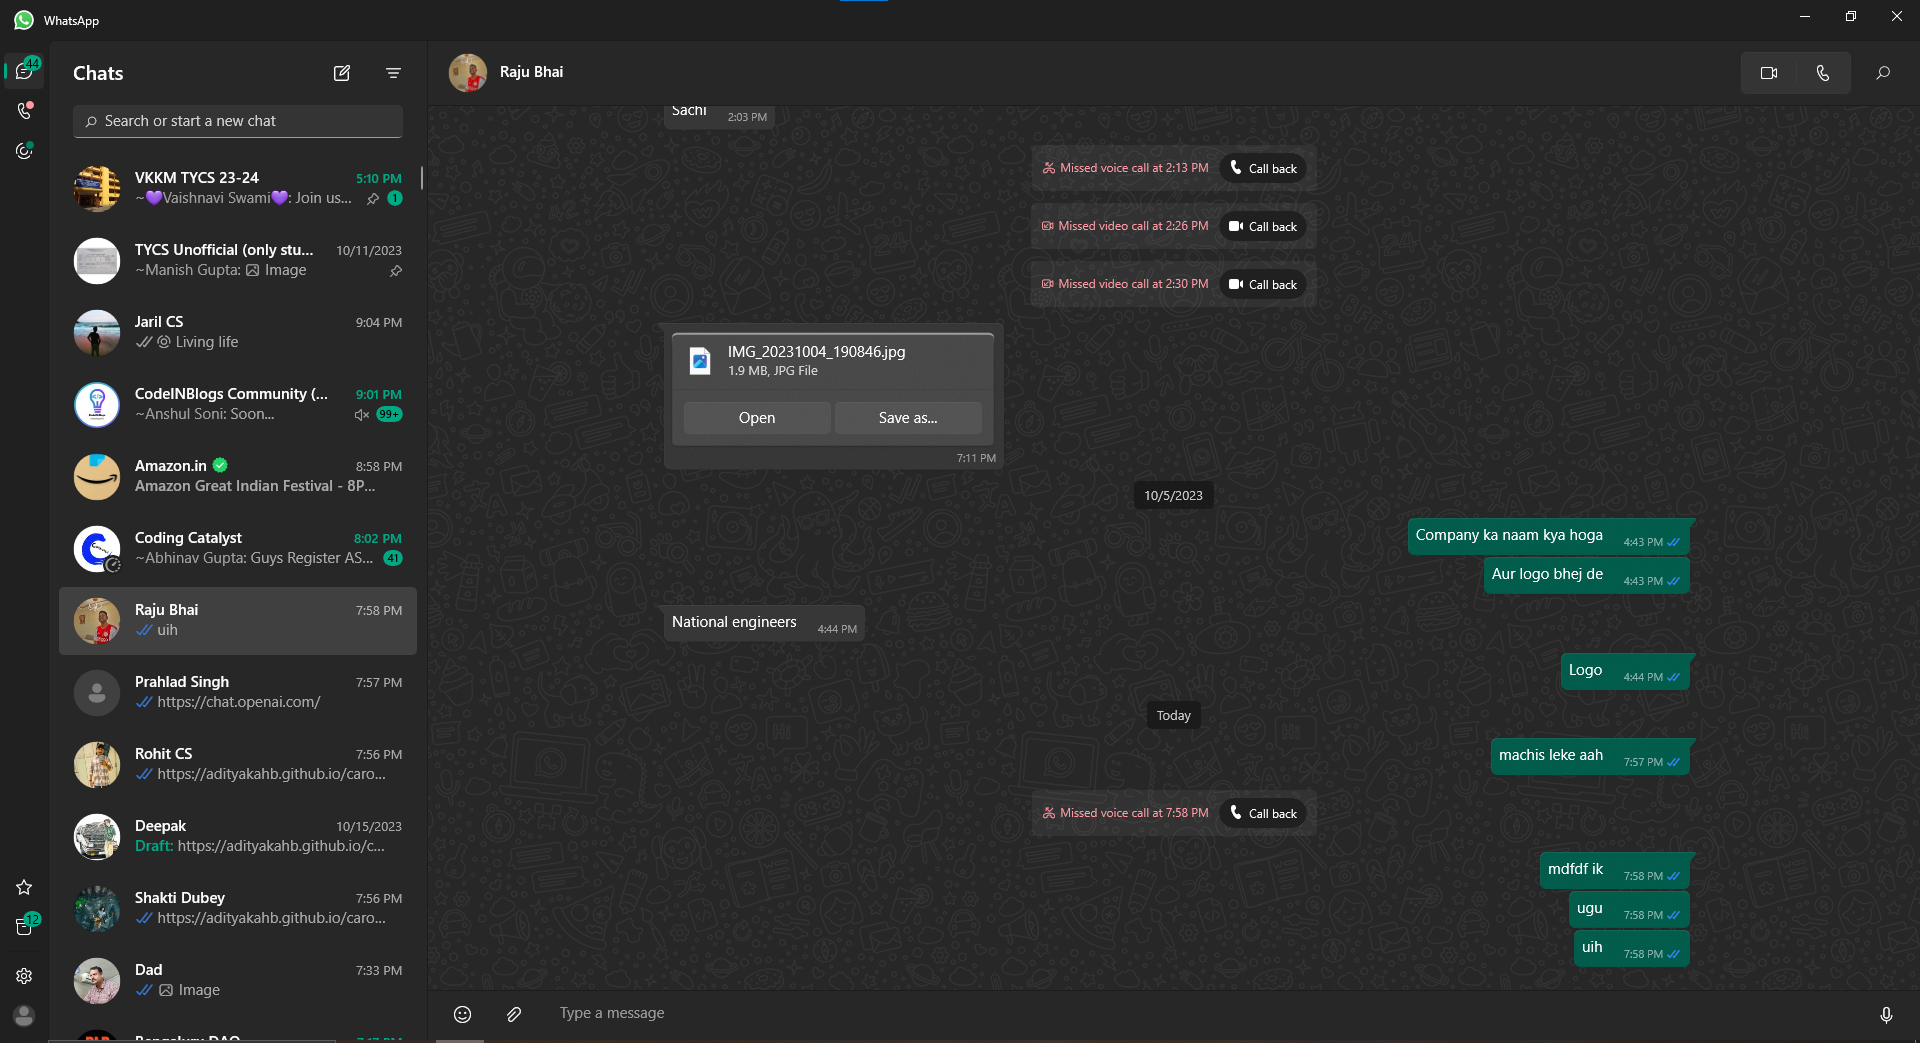 WhatsApp
44
Chats
Search or start a new chat
VKKM TYCS 23-24
5:10 PM
~💜Vaishnavi Swami💜: Join us...
1
TYCS Unofficial (only stu...
10/11/2023
~Manish Gupta: Image
Jaril CS
9:04 PM
Living life
CodeINBlogs Community (...
9:01 PM
~Anshul Soni: Soon...
99+
Amazon.in
8:58 PM
Amazon Great Indian Festival - 8P...
Coding Catalyst
8:02 PM
~Abhinav Gupta: Guys Register AS...
41
Raju Bhai
7:58 PM
uih
Prahlad Singh
7:57 PM
https://chat.openai.com/
Rohit CS
7:56 PM
https://adityakahb.github.io/caro...
Deepak
10/15/2023
Draft: https://adityakahb.github.io/c...
Shakti Dubey
7:56 PM
https://adityakahb.github.io/caro...
12
Dad
7:33 PM
Image
Raju Bhai
Sachi
2:03 PM
Missed voice call at 2:13 PM
Call back
Missed video call at 2:26 PM
Call back
Missed video call at 2:30 PM
Call back
IMG_20231004_190846.jpg
1.9 MB, JPG File
Open
Save as...
7:11 PM
10/5/2023
Company ka naam kya hoga
4:43 PM
Aur logo bhej de
4:43 PM
National engineers
4:44 PM
Logo
4:44 PM
Today
machis leke aah
7:57 PM
Missed voice call at 7:58 PM
Call back
mdfdf ik
7:58 PM
ugu
7:58 PM
uih
7:58 PM
Type a message